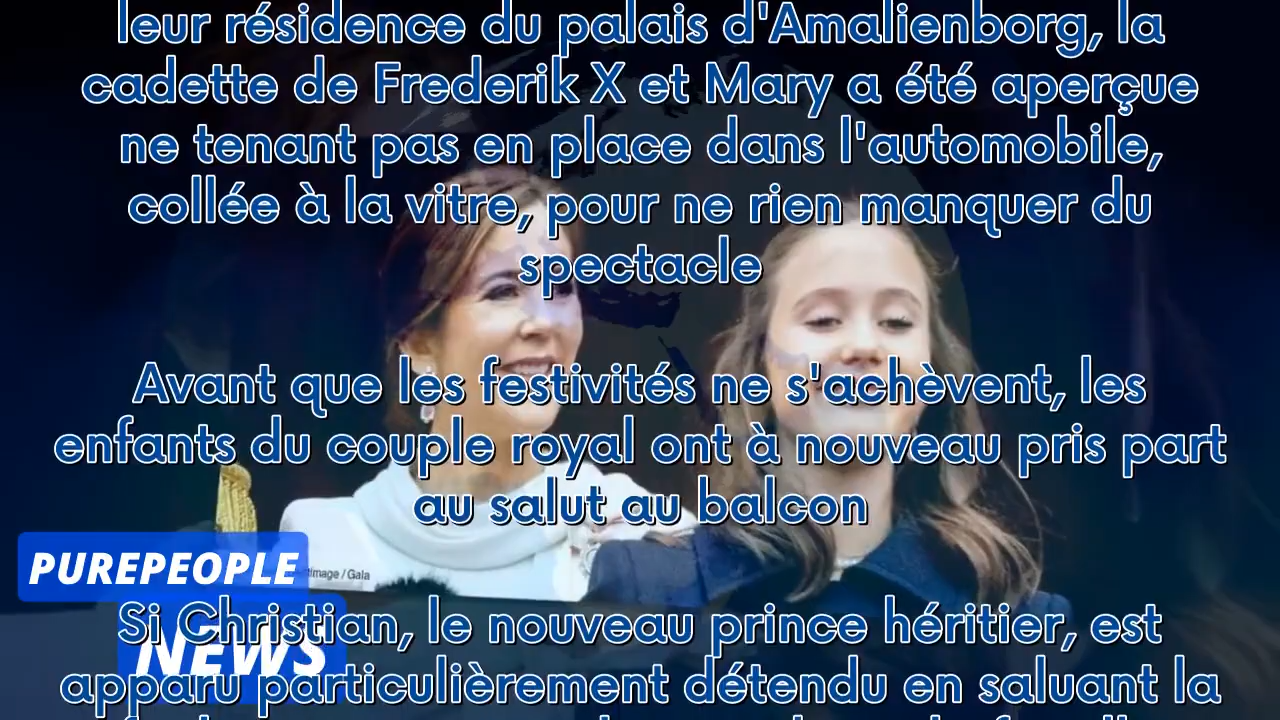 leur résidence du palais d'Amalienborg, la
cadette de Frederik X et Mary a été aperçue
ne tenant pas en place dans l'automobile,
collée à la vitre, pour ne rien manquer du
spectacle
Avant que les festivités ne s'achèvent, les
enfants du couple royal ont à nouveau pris part
au salut au balcon
PUREPEOPLE
/ Gala
Si Christian, le nouveau prince héritier, est
NEWS
apparu particulièrement détendu en saluant la